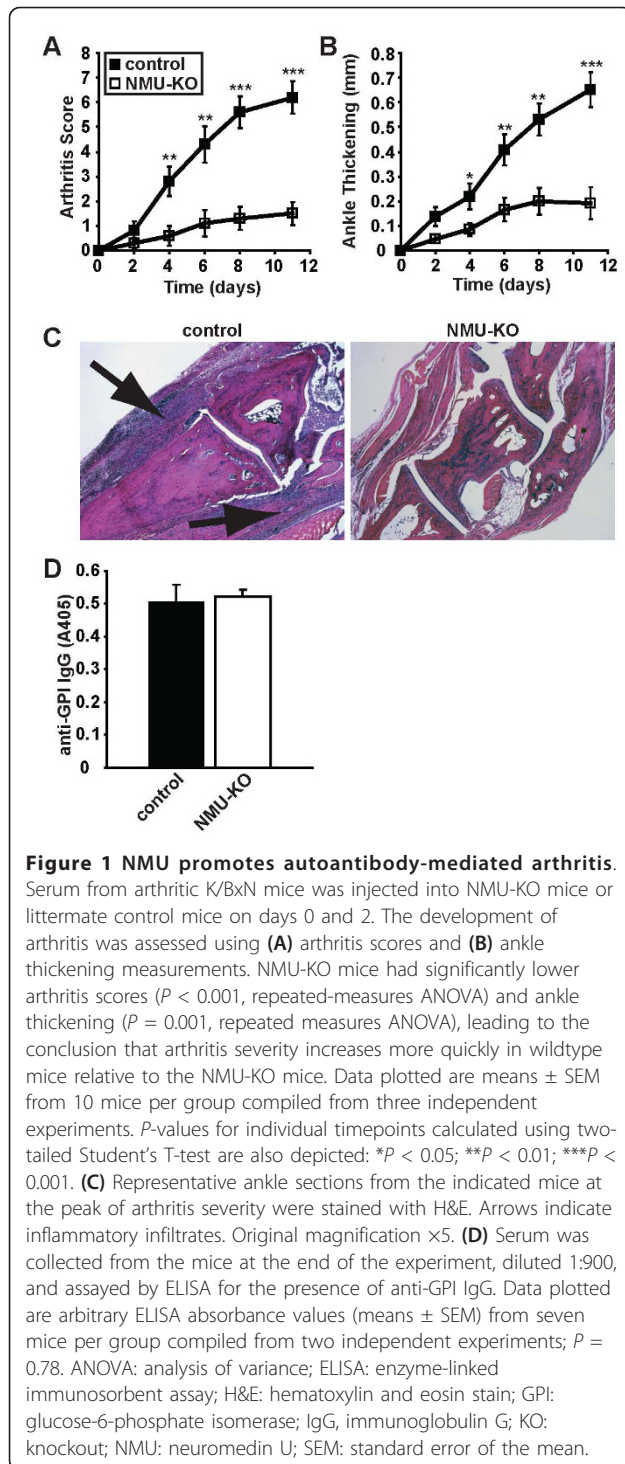 A
control
NMU-KO
Arthritis Score
8
7
6
5
4
3
2
1
0
** ** *** ***
0 2 4 6 8 10 12
Time (days)
B
Ankle Thickening (mm)
0.8
0.7
0.6
0.5
0.4
0.3
0.2
0.1
0
* ** ** ***
0 2 4 6 8 10 12
Time (days)
C
control
NMU-KO
D
anti-GPI IgG (A405)
0.6
0.5
0.4
0.3
0.2
0.1
0
control
NMU-KO
Figure 1 NMU promotes autoantibody-mediated arthritis.
Serum from arthritic K/BxN mice was injected into NMU-KO mice or
littermate control mice on days 0 and 2. The development of
arthritis was assessed using (A) arthritis scores and (B) ankle
thickening measurements. NMU-KO mice had significantly lower
arthritis scores (P < 0.001, repeated-measures ANOVA) and ankle
thickening (P = 0.001, repeated measures ANOVA), leading to the
conclusion that arthritis severity increases more quickly in wildtype
mice relative to the NMU-KO mice. Data plotted are means ± SEM
from 10 mice per group compiled from three independent
experiments. P-values for individual timepoints calculated using two-
tailed Student's T-test are also depicted: *P < 0.05; **P < 0.01; ***P <
0.001. (C) Representative ankle sections from the indicated mice at
the peak of arthritis severity were stained with H&E. Arrows indicate
inflammatory infiltrates. Original magnification ×5. (D) Serum was
collected from the mice at the end of the experiment, diluted 1:900,
and assayed by ELISA for the presence of anti-GPI IgG. Data plotted
are arbitrary ELISA absorbance values (means ± SEM) from seven
mice per group compiled from two independent experiments; P =
0.78. ANOVA: analysis of variance; ELISA: enzyme-linked
immunosorbent assay; H&E: hematoxylin and eosin stain; GPI:
glucose-6-phosphate isomerase; IgG, immunoglobulin G; KO:
knockout; NMU: neuromedin U; SEM: standard error of the mean.